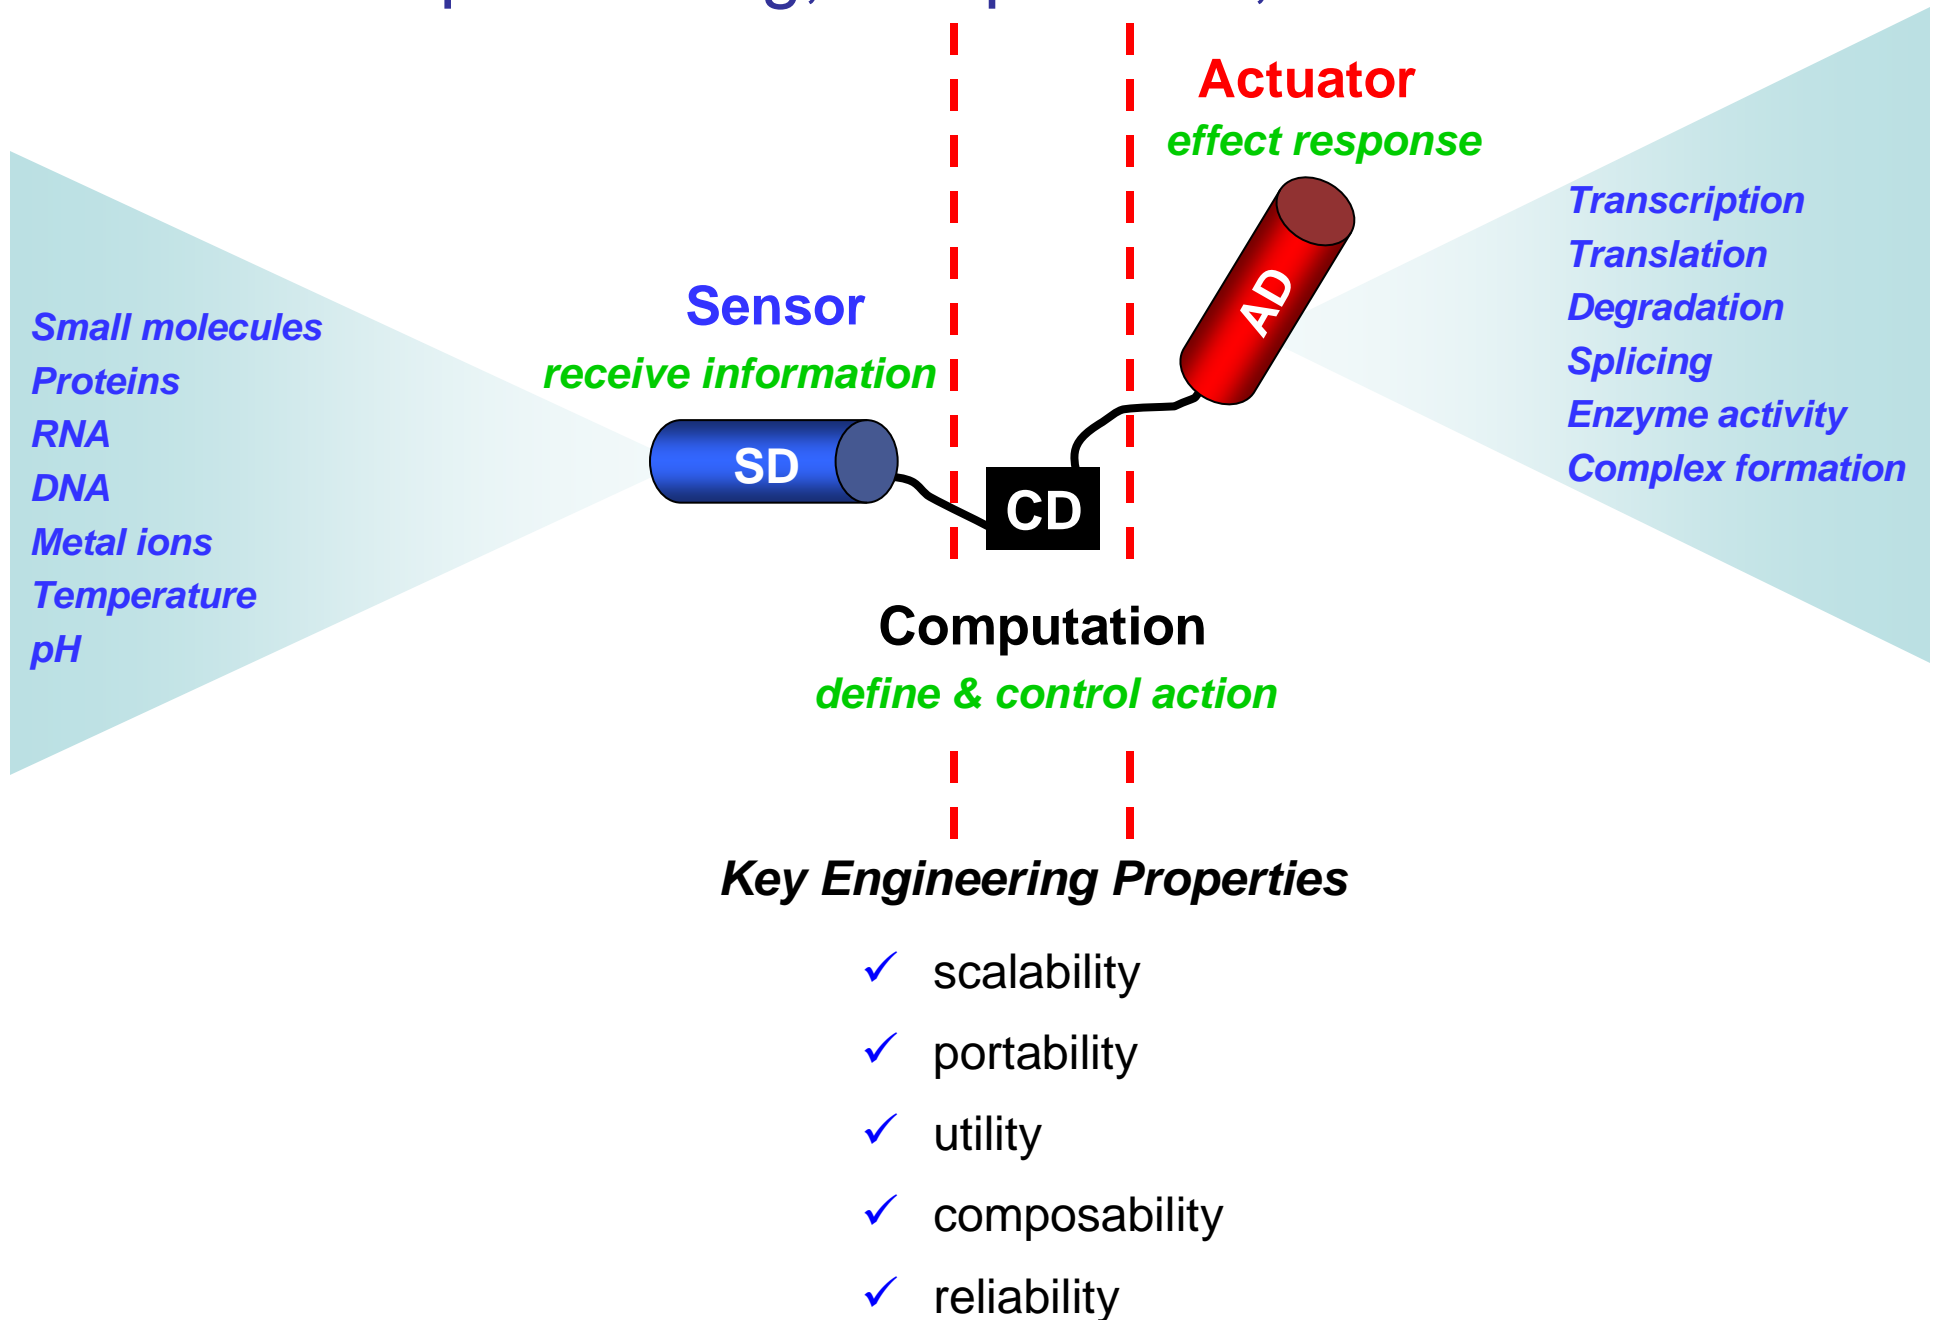 Actuator
effect response
Transcription
Translation
Degradation
Splicing
Enzyme activity
Complex formation
AD
Sensor
receive information
SD
CD
Small molecules
Proteins
RNA
DNA
Metal ions
Temperature
pH
Computation
define & control action
Key Engineering Properties
✓ scalability
✓ portability
✓ utility
✓ composability
✓ reliability